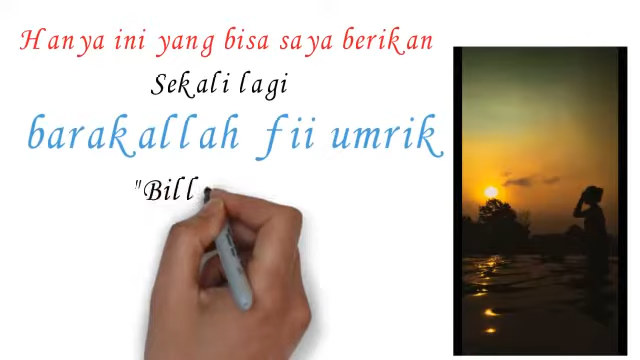 Hanya ini yang bisa saya berikan
Sekali lagi
barakallah fii umrik
"Bill